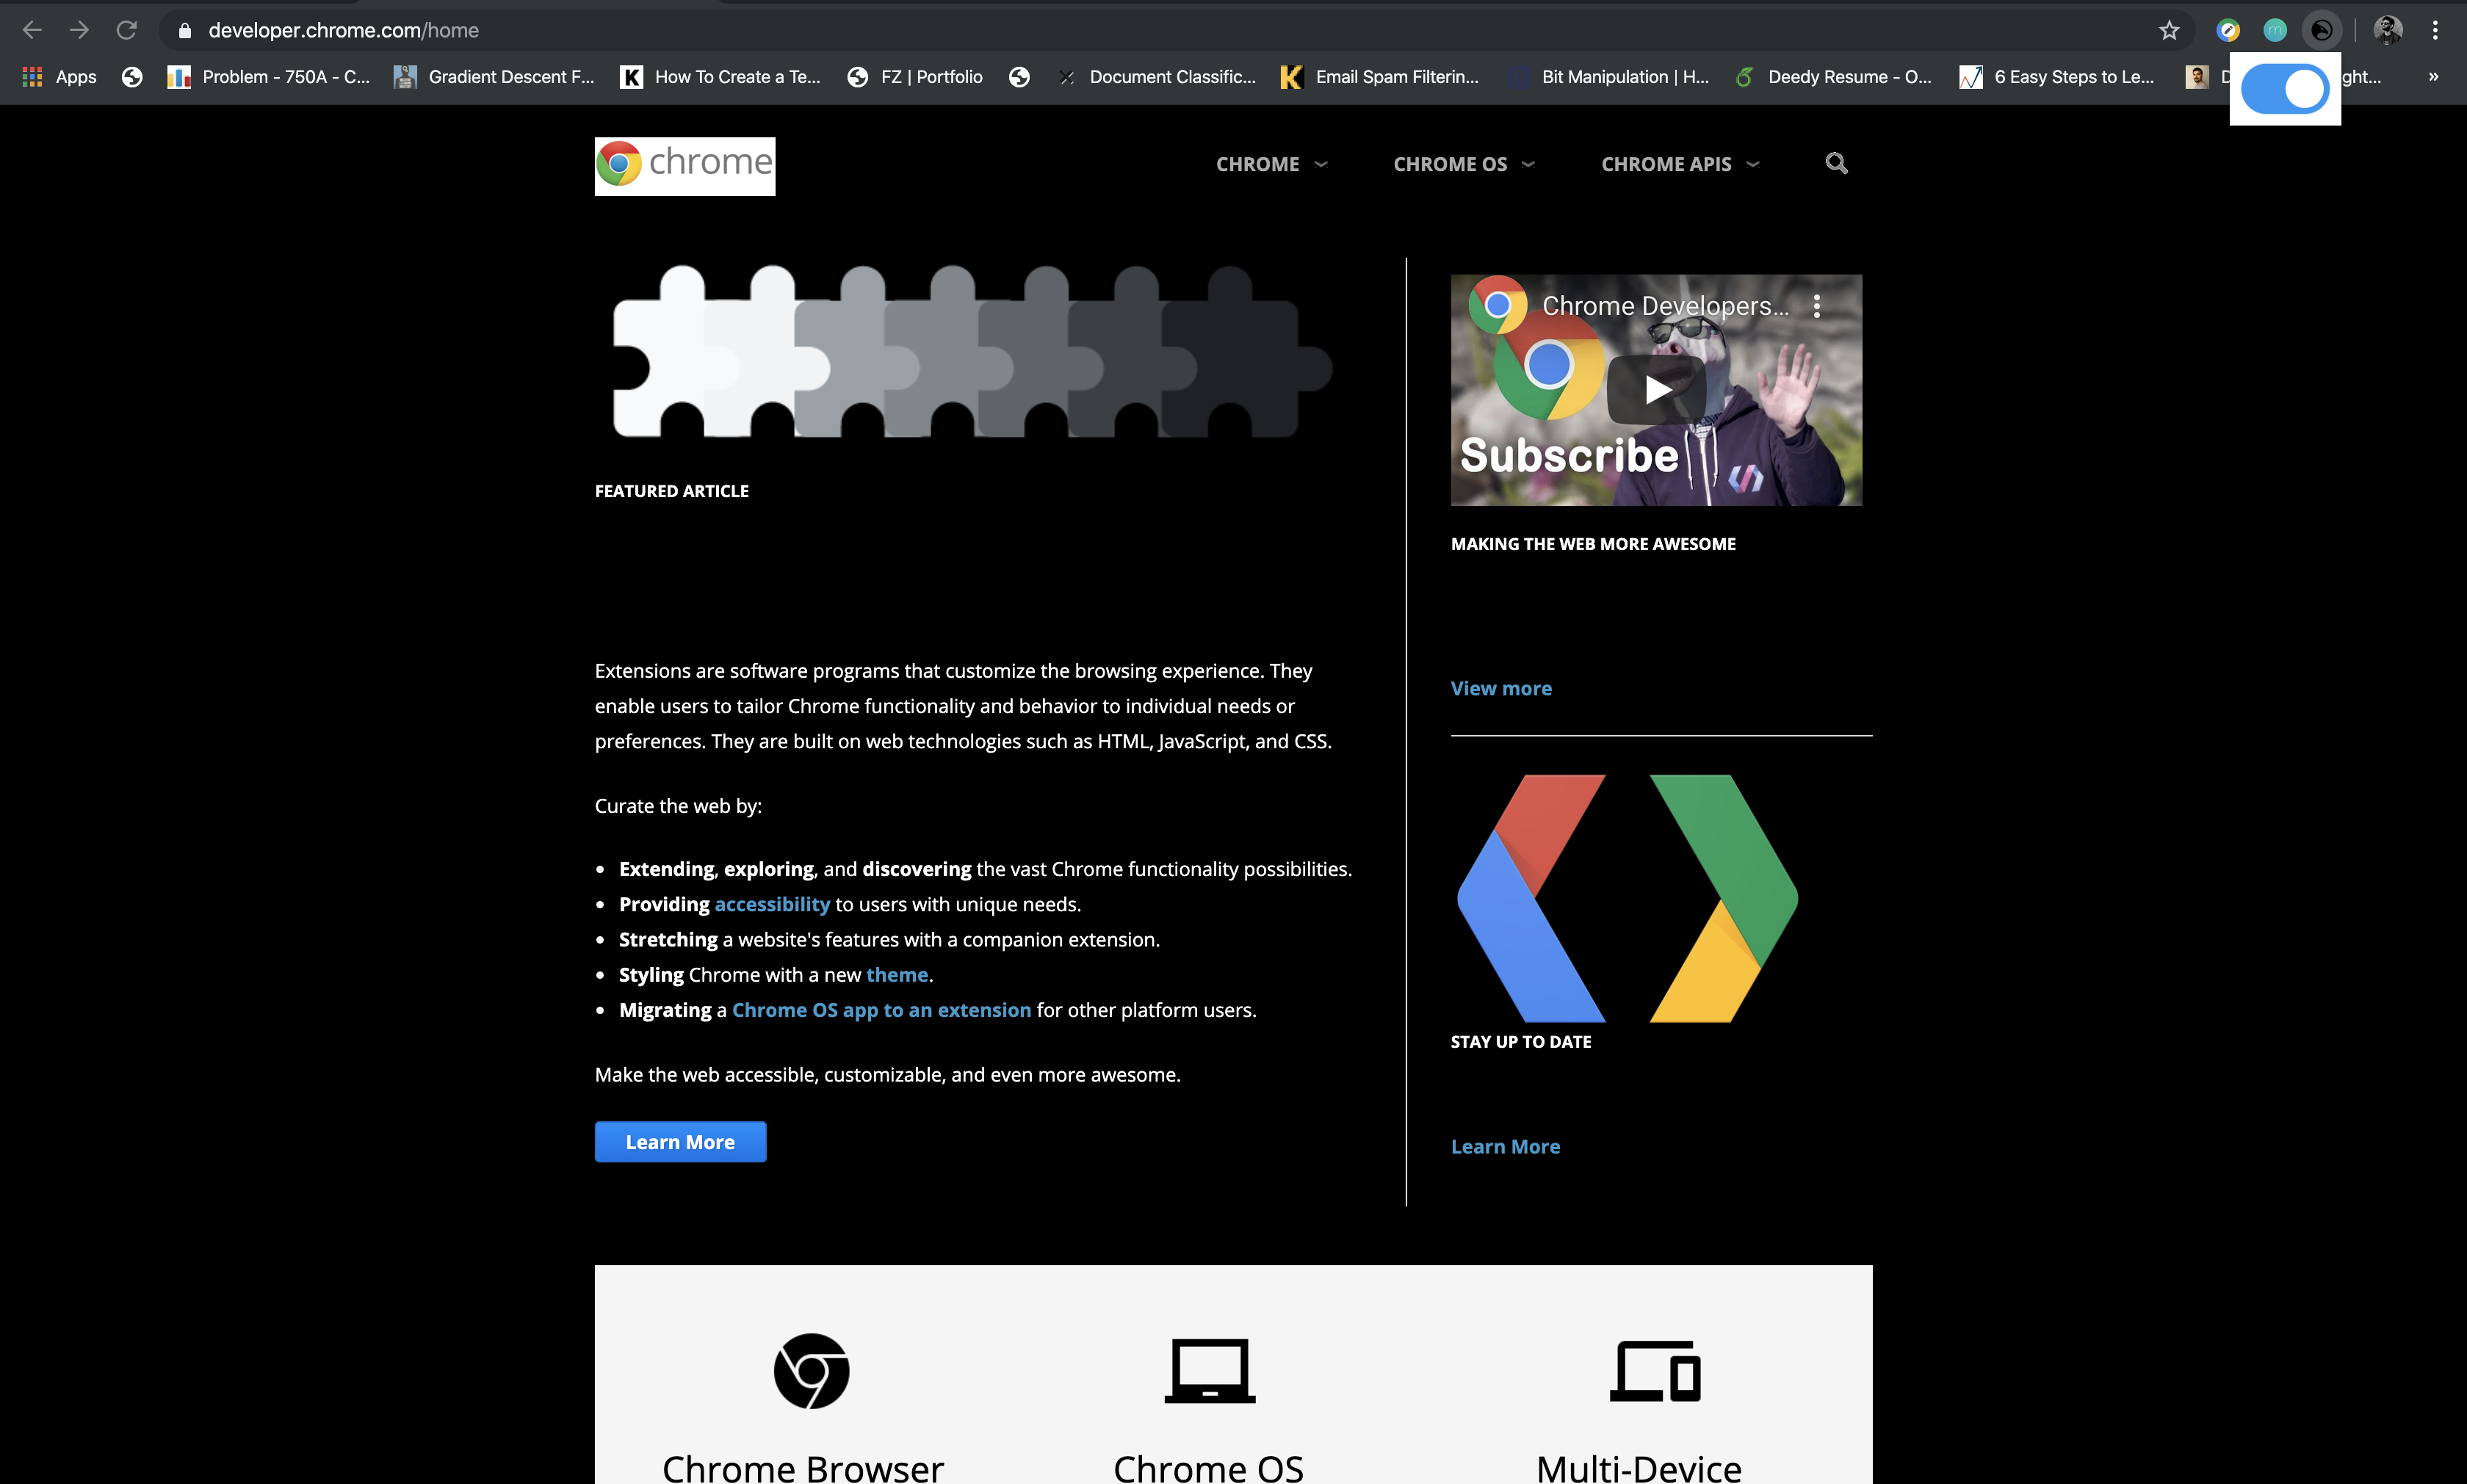 developer.chrome.com/home
Apps
Problem - 750A - C...
Gradient Descent F...
How To Create a Te...
FZ | Portfolio
Document Classific...
Email Spam Filterin...
Bit Manipulation | H...
Deedy Resume - O...
6 Easy Steps to Le...
ght...
»
chrome
CHROME
CHROME OS
CHROME APIS
Chrome Developers...
Subscribe
FEATURED ARTICLE
MAKING THE WEB MORE AWESOME
Extensions are software programs that customize the browsing experience. They
enable users to tailor Chrome functionality and behavior to individual needs or
preferences. They are built on web technologies such as HTML, JavaScript, and CSS.
Curate the web by:
• Extending, exploring, and discovering the vast Chrome functionality possibilities.
• Providing accessibility to users with unique needs.
• Stretching a website's features with a companion extension.
• Styling Chrome with a new theme.
• Migrating a Chrome OS app to an extension for other platform users.
Make the web accessible, customizable, and even more awesome.
Learn More
View more
STAY UP TO DATE
Learn More
Chrome Browser
Chrome OS
Multi-Device